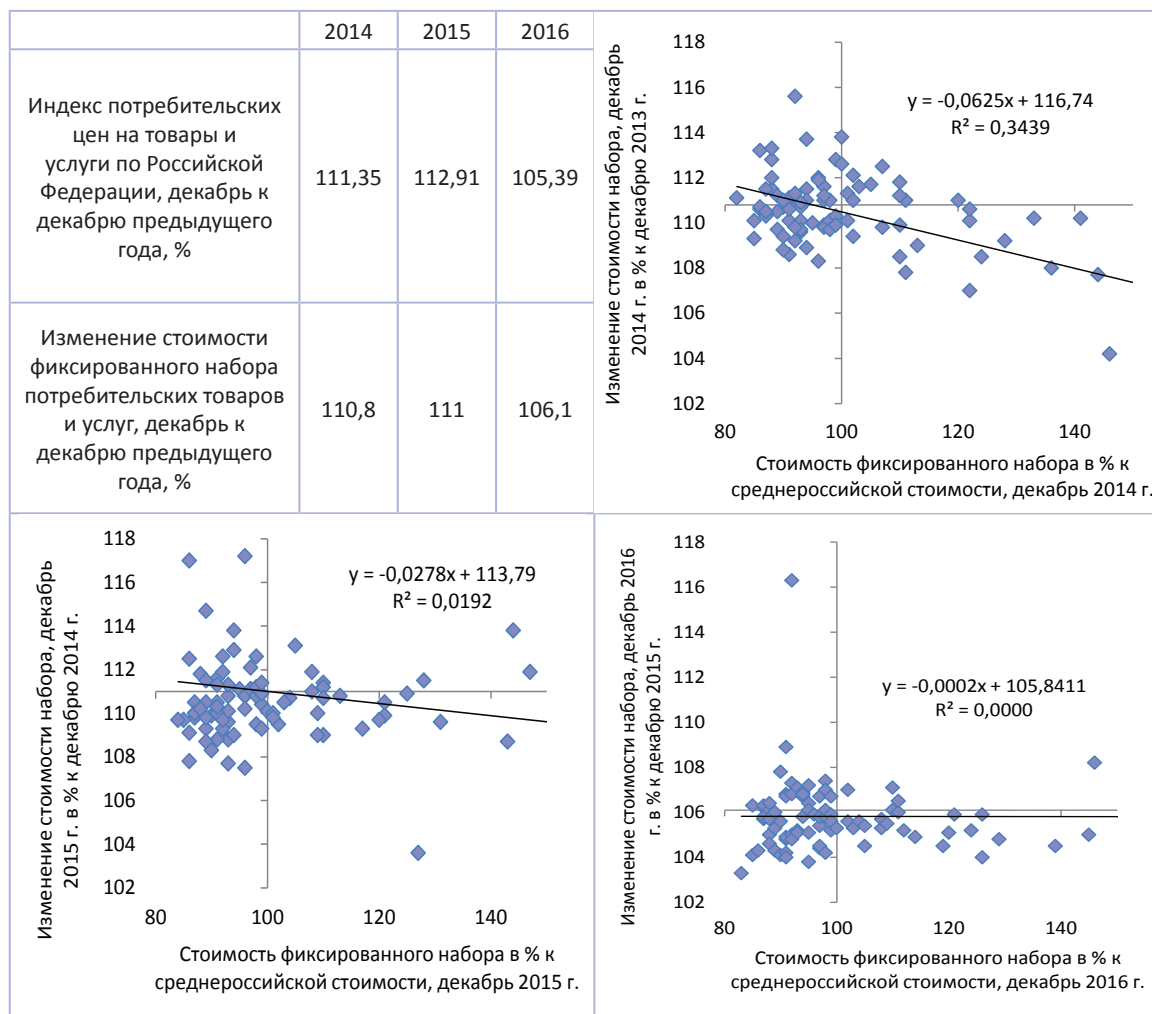 2014 2015 2016
Индекс потребительских
цен на товары и
услуги по Российской
Федерации, декабрь к
декабрю предыдущего
года, %
111,35 112,91 105,39
Изменение стоимости
фиксированного набора
потребительских товаров
и услуг, декабрь к
декабрю предыдущего
года, %
110,8 111 106,1
Изменение стоимости набора, декабрь
2014 г. в % к декабрю 2013 г.
118
116
114
112
110
108
106
104
102
y = -0,0625x + 116,74
R² = 0,3439
80 100 120 140
Стоимость фиксированного набора в % к
среднероссийской стоимости, декабрь 2014 г.
Изменение стоимости набора, декабрь
2015 г. в % к декабрю 2014 г.
118
116
114
112
110
108
106
104
102
y = -0,0278x + 113,79
R² = 0,0192
80 100 120 140
Стоимость фиксированного набора в % к
среднероссийской стоимости, декабрь 2015 г.
Изменение стоимости набора, декабрь 2016
г. в % к декабрю 2015 г.
118
116
114
112
110
108
106
104
102
y = -0,0002x + 105,8411
R² = 0,0000
80 100 120 140
Стоимость фиксированного набора в % к
среднероссийской стоимости, декабрь 2016 г.